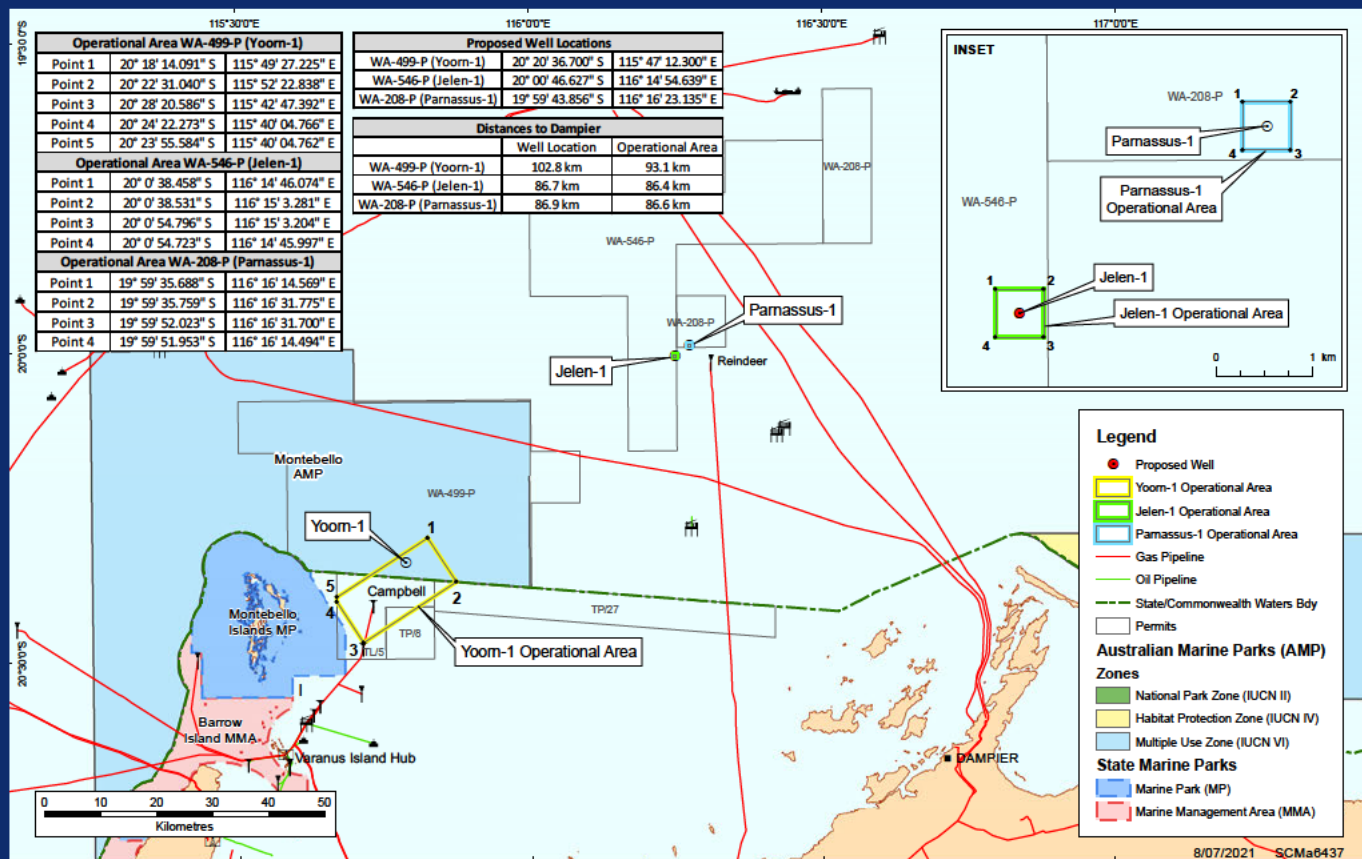 115°30'0"E 116°0'0"E 116°30'0"E 117°0'0"E
19°30'0"S
20°0'0"S
20°30'0"S
Operational Area WA-499-P (Yoorn-1)
Point 1 20° 18' 14.091" S 115° 49' 27.225" E
Point 2 20° 22' 31.040" S 115° 52' 22.838" E
Point 3 20° 28' 20.586" S 115° 42' 47.392" E
Point 4 20° 24' 22.273" S 115° 40' 04.766" E
Point 5 20° 23' 55.584" S 115° 40' 04.762" E
Operational Area WA-546-P (Jelen-1)
Point 1 20° 0' 38.458" S 116° 14' 46.074" E
Point 2 20° 0' 38.531" S 116° 15' 3.281" E
Point 3 20° 0' 54.796" S 116° 15' 3.204" E
Point 4 20° 0' 54.723" S 116° 14' 45.997" E
Operational Area WA-208-P (Parnassus-1)
Point 1 19° 59' 35.688" S 116° 16' 14.569" E
Point 2 19° 59' 35.759" S 116° 16' 31.775" E
Point 3 19° 59' 52.023" S 116° 16' 31.700" E
Point 4 19° 59' 51.953" S 116° 16' 14.494" E
Proposed Well Locations
WA-499-P (Yoorn-1) 20° 20' 36.700" S 115° 47' 12.300" E
WA-546-P (Jelen-1) 20° 00' 46.627" S 116° 14' 54.639" E
WA-208-P (Parnassus-1) 19° 59' 43.856" S 116° 16' 23.135" E
Distances to Dampier
Well Location Operational Area
WA-499-P (Yoorn-1) 102.8 km 93.1 km
WA-546-P (Jelen-1) 86.7 km 86.4 km
WA-208-P (Parnassus-1) 86.9 km 86.6 km
INSET
WA-208-P
1 2
Parnassus-1
4 3
Parnassus-1
Operational Area
WA-546-P
Jelen-1
1 2
Jelen-1 Operational Area
4 3
0 1 km
WA-208-P
WA-546-P
WA-208-P
Parnassus-1
Jelen-1
Reindeer
Montebello
AMP
WA-499-P
Yoorn-1
1
2
5
4
3
Campbell
TP/27
TP/8
TL/5
Yoorn-1 Operational Area
Montebello
Islands MP
Barrow
Island MMA
Varanus Island Hub
DAMPIER
0 10 20 30 40 50
Kilometres
Legend
Proposed Well
Yoorn-1 Operational Area
Jelen-1 Operational Area
Parnassus-1 Operational Area
Gas Pipeline
Oil Pipeline
State/Commonwealth Waters Bdy
Permits
Australian Marine Parks (AMP)
Zones
National Park Zone (IUCN II)
Habitat Protection Zone (IUCN IV)
Multiple Use Zone (IUCN VI)
State Marine Parks
Marine Park (MP)
Marine Management Area (MMA)
8/07/2021 SCMa6437